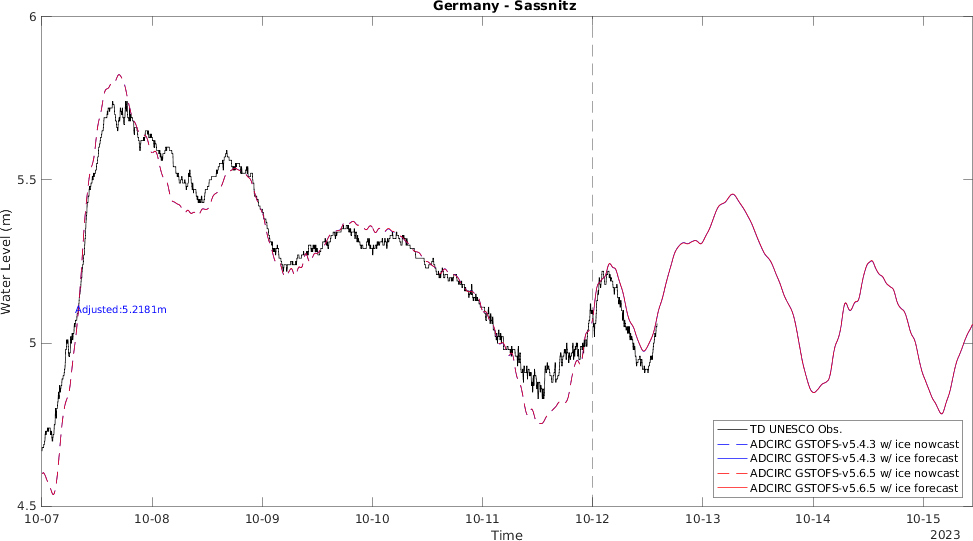 Germany - Sassnitz
6
5.5
5
4.5
Water Level (m)
Adjusted:5.2181m
TD UNESCO Obs.
ADCIRC GSTOFS-v5.4.3 w/ ice nowcast
ADCIRC GSTOFS-v5.4.3 w/ ice forecast
ADCIRC GSTOFS-v5.6.5 w/ ice nowcast
ADCIRC GSTOFS-v5.6.5 w/ ice forecast
10-07 10-08 10-09 10-10 10-11 10-12 10-13 10-14 10-15
Time
2023